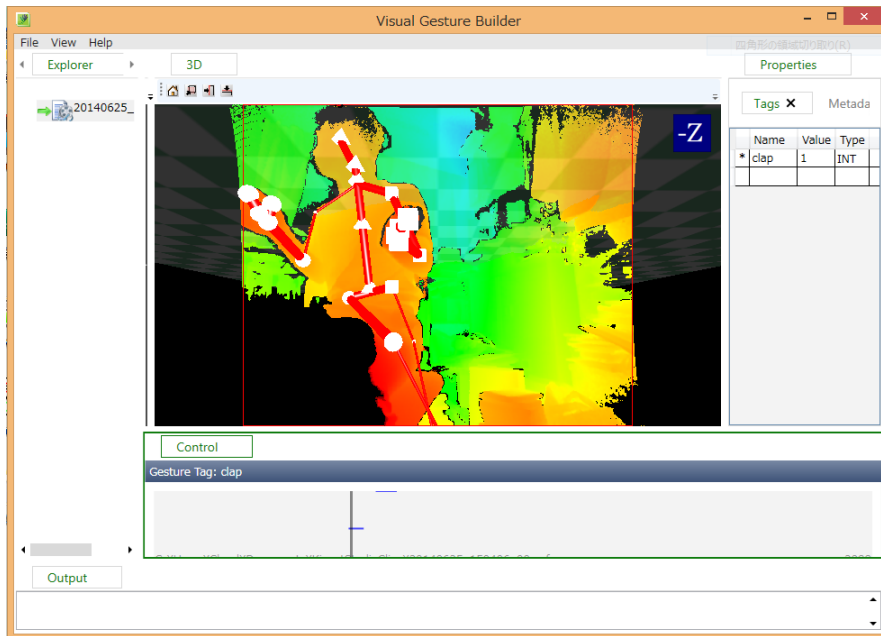 Visual Gesture Builder
File View Help
四角形の領域切り取り(R)
Explorer
3D
Properties
20140625_
-Z
Tags ✕ Metada
Name Value Type
* clap 1 INT
Control
Gesture Tag: clap
Output